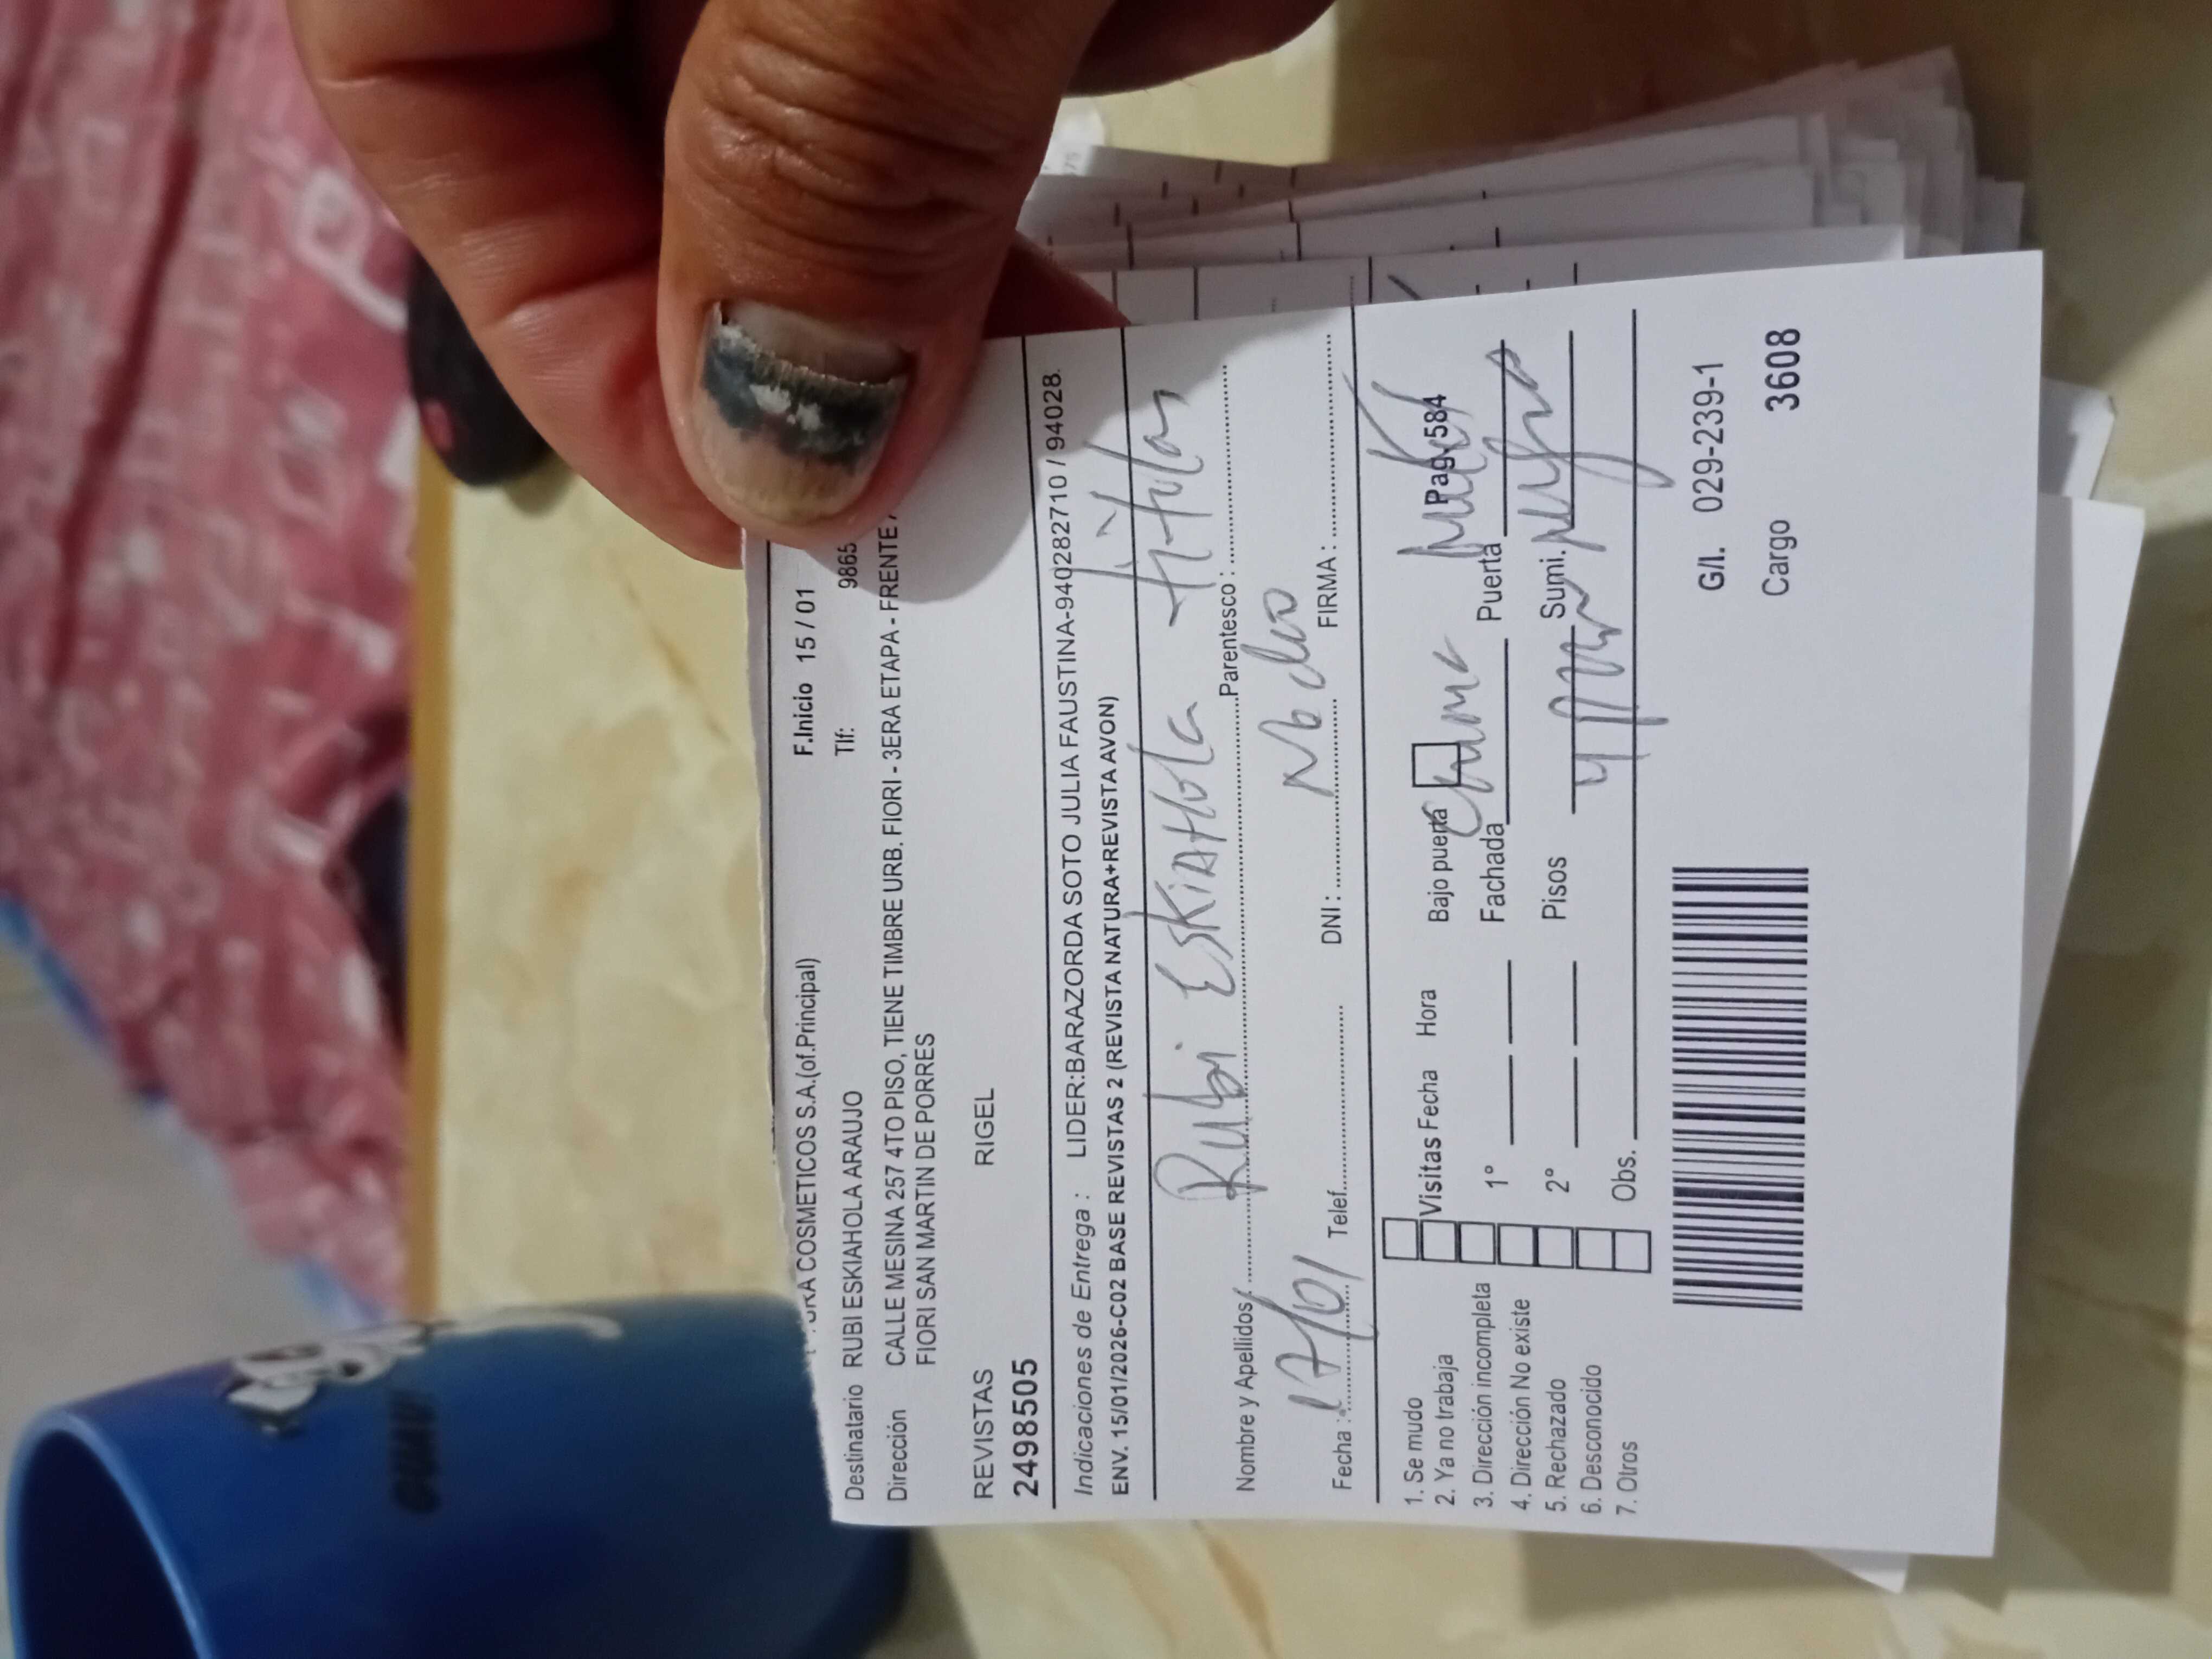 COSMETICOS S.A.(of.Principal) F.Inicio 15 / 01
Destinatario RUBI ESKIAHOLA ARAUJO Tlf: 9865
Dirección CALLE MESINA 257 4TO PISO, TIENE TIMBRE URB. FIORI - 3ERA ETAPA - FRENTE
FIORI SAN MARTIN DE PORRES
REVISTAS RIGEL
2498505
Indicaciones de Entrega : LIDER:BARAZORDA SOTO JULIA FAUSTINA-940282710 / 94028.
ENV. 15/01/2026-C02 BASE REVISTAS 2 (REVISTA NATURA+REVISTA AVON)
Nombre y Apellidos: Rubi Eskiahola Parentesco : titular
Fecha : 17/01 Telef. DNI : No dio FIRMA :
1. Se mudo
2. Ya no trabaja Visitas Fecha Hora Bajo puerta Pag. 584
3. Dirección incompleta 1° Fachada Crema Puerta
4. Dirección No existe
5. Rechazado 2° Pisos 4 Sumi.
6. Desconocido
7. Otros Obs.
G/I. 029-239-1
Cargo 3608